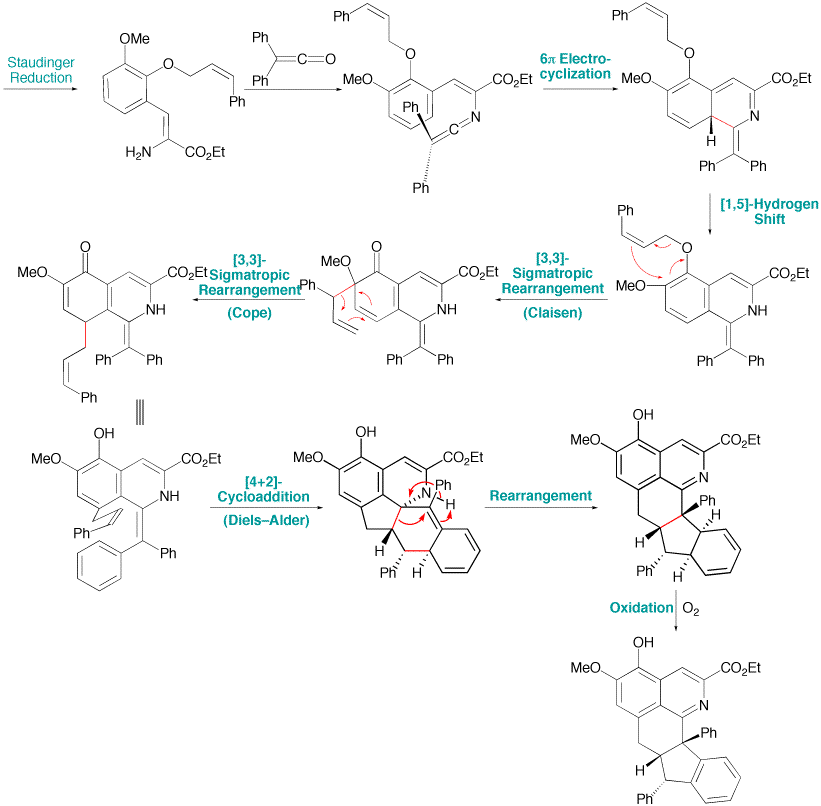 Staudinger
Reduction
OMe
O
Ph
H2N
CO2Et
Ph
Ph
O
Ph
O
MeO
CO2Et
Ph
N
C
Ph
6π Electro-
cyclization
Ph
O
MeO
CO2Et
N
H
Ph
Ph
[1,5]-Hydrogen
Shift
Ph
O
MeO
CO2Et
NH
Ph
Ph
[3,3]-
Sigmatropic
Rearrangement
(Claisen)
MeO
O
CO2Et
Ph
NH
Ph
Ph
[3,3]-
Sigmatropic
Rearrangement
(Cope)
O
MeO
CO2Et
NH
Ph
Ph
Ph
OH
MeO
CO2Et
NH
Ph
Ph
[4+2]-
Cycloaddition
(Diels–Alder)
OH
MeO
CO2Et
Ph
N
H
H
Ph
H
Rearrangement
OH
MeO
CO2Et
N
Ph
H
H
Ph
H
Oxidation
O2
OH
MeO
CO2Et
N
Ph
H
Ph